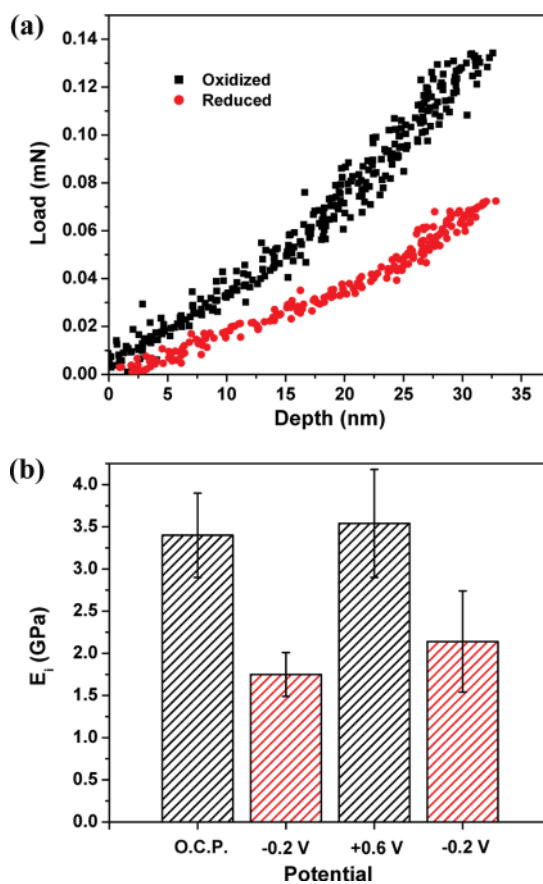 (a)
0.14
0.12
0.10
0.08
0.06
0.04
0.02
0.00
Load (mN)
Oxidized
Reduced
0 5 10 15 20 25 30 35
Depth (nm)
(b)
4.0
3.5
3.0
2.5
2.0
1.5
1.0
0.5
0.0
Ei (GPa)
O.C.P. -0.2 V +0.6 V -0.2 V
Potential